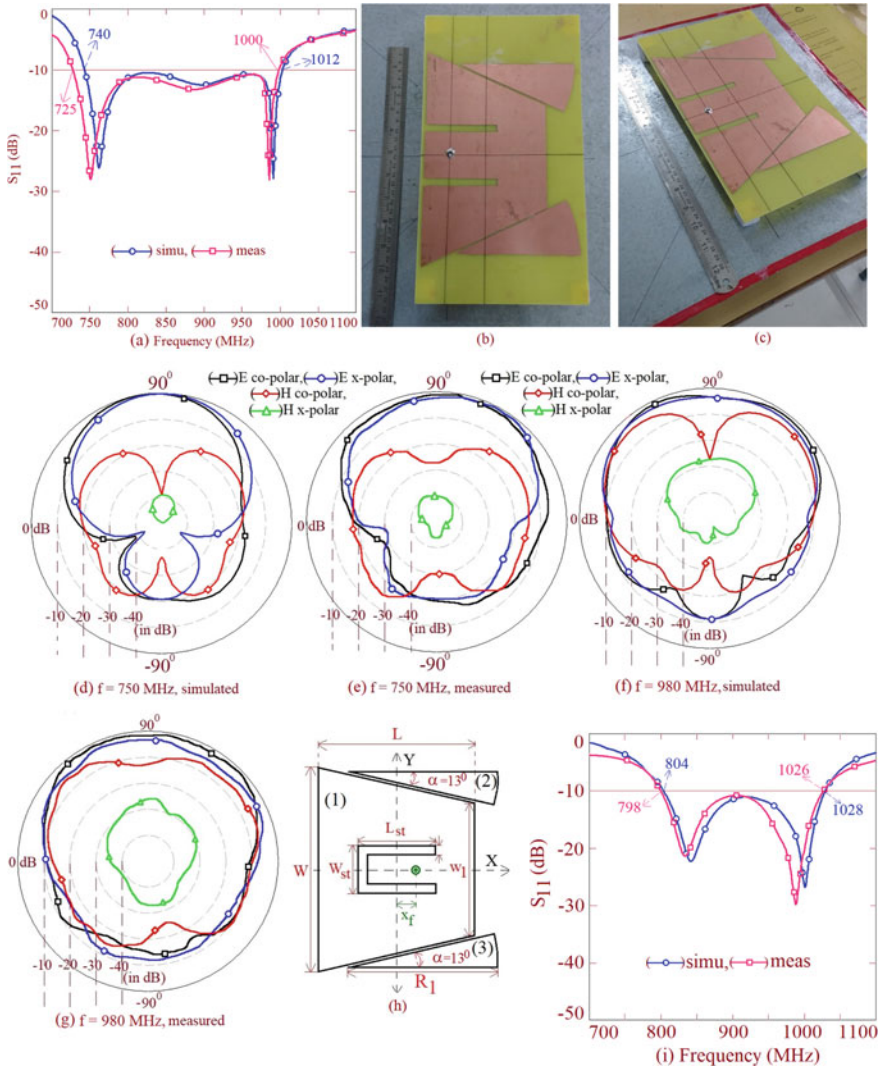 0
-10
-20
-30
-40
-50
S11 (dB)
740
1000
725
1012
simu, meas
700 750 800 850 900 950 1000 1050 1100
(a) Frequency (MHz)
(b)
(c)
90⁰
E co-polar, E x-polar,
H co-polar,
H x-polar
0 dB
-10 -20 -30 -40
(in dB)
-90⁰
(d) f = 750 MHz, simulated
90⁰
E co-polar, E x-polar,
H co-polar,
H x-polar
0 dB
-10 -20 -30 -40
(in dB)
-90⁰
(e) f = 750 MHz, measured
90⁰
0 dB
-10 -20 -30 -40
(in dB)
-90⁰
(f) f = 980 MHz, simulated
90⁰
0 dB
-10 -20 -30 -40
(in dB)
-90⁰
(g) f = 980 MHz, measured
L
Y
α=13⁰
(2)
(1)
Lst
W
Wst
w1
X
xf
α=13⁰
(3)
R1
(h)
0
-10
-20
-30
-40
-50
S11 (dB)
804
798
1026
1028
simu, meas
700 800 900 1000 1100
(i) Frequency (MHz)